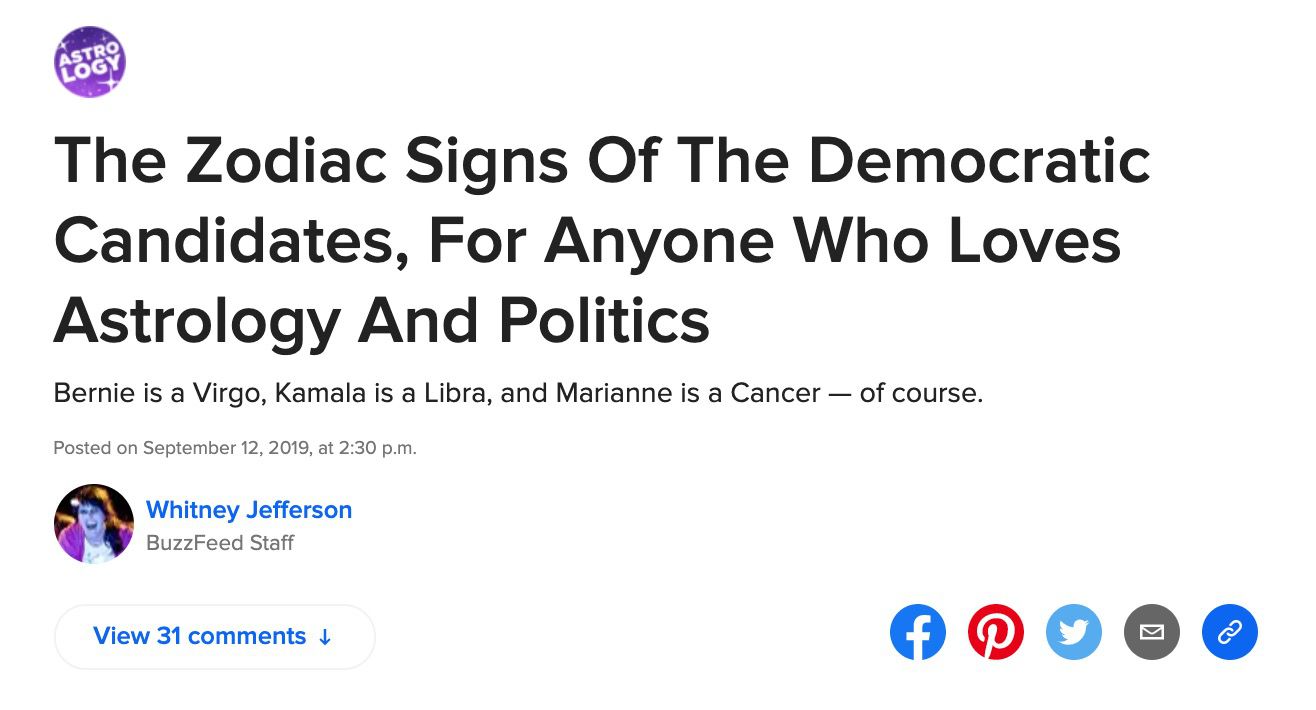 ASTRO
LOGY
The Zodiac Signs Of The Democratic
Candidates, For Anyone Who Loves
Astrology And Politics
Bernie is a Virgo, Kamala is a Libra, and Marianne is a Cancer — of course.
Posted on September 12, 2019, at 2:30 p.m.
Whitney Jefferson
BuzzFeed Staff
View 31 comments ↓